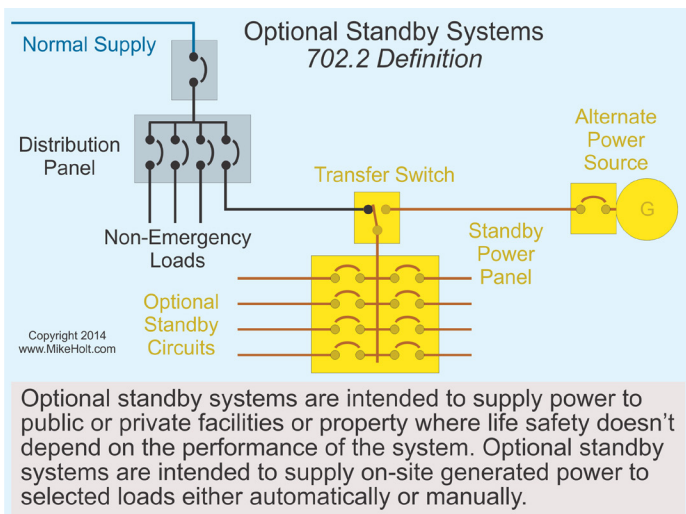 Optional Standby Systems
702.2 Definition
Normal Supply
Distribution
Panel
Alternate
Power
Source
Transfer Switch
G
Non-Emergency
Loads
Standby
Power
Panel
Optional
Standby
Circuits
Copyright 2014
www.MikeHolt.com
Optional standby systems are intended to supply power to
public or private facilities or property where life safety doesn't
depend on the performance of the system. Optional standby
systems are intended to supply on-site generated power to
selected loads either automatically or manually.